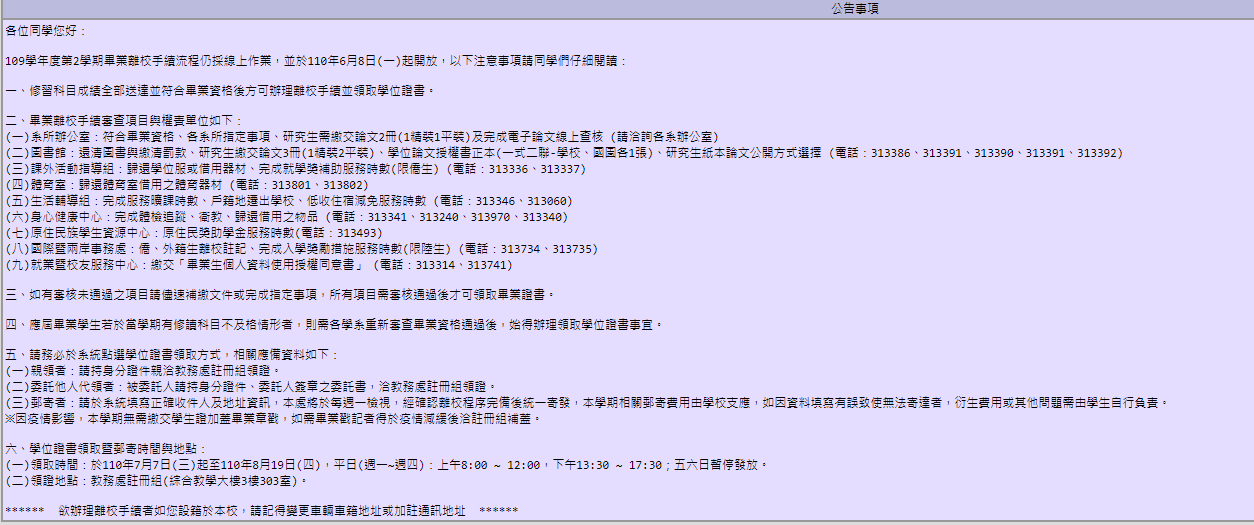 公告事項
各位同學您好：
109學年度第2學期畢業離校手續流程仍採線上作業，並於110年6月8日(一)起開放，以下注意事項請同學們仔細閱讀：
一、修習科目成績全部送達並符合畢業資格後方可辦理離校手續並領取學位證書。
二、畢業離校手續審查項目與權責單位如下：
(一)系所辦公室：符合畢業資格、各系所指定事項、研究生需繳交論文2冊(1精裝1平裝)及完成電子論文線上查核 (請洽詢各系辦公室)
(二)圖書館：還清圖書與繳清罰款、研究生繳交論文3冊(1精裝2平裝)、學位論文授權書正本(一式二聯-學校、國圖各1張)、研究生紙本論文公開方式選擇 (電話：313386、313391、313390、313391、313392)
(三)課外活動指導組：歸還學位服或借用器材、完成就學獎補助服務時數(限僑生) (電話：313336、313337)
(四)體育室：歸還體育室借用之體育器材 (電話：313801、313802)
(五)生活輔導組：完成服務曠課時數、戶籍地遷出學校、低收住宿減免服務時數 (電話：313346、313060)
(六)身心健康中心：完成體檢追蹤、衛教、歸還借用之物品 (電話：313341、313240、313970、313340)
(七)原住民族學生資源中心：原住民獎助學金服務時數(電話：313493)
(八)國際暨兩岸事務處：僑、外籍生離校註記、完成入學獎勵措施服務時數(限陸生) (電話：313734、313735)
(九)就業暨校友服務中心：繳交「畢業生個人資料使用授權同意書」 (電話：313314、313741)
三、如有審核未通過之項目請儘速補繳文件或完成指定事項，所有項目需審核通過後才可領取畢業證書。
四、應屆畢業學生若於當學期有修讀科目不及格情形者，則需各學系重新審查畢業資格通過後，始得辦理領取學位證書事宜。
五、請務必於系統點選學位證書領取方式，相關應備資料如下：
(一)親領者：請持身分證件親洽教務處註冊組領證。
(二)委託他人代領者：被委託人請持身分證件、委託人簽章之委託書，洽教務處註冊組領證。
(三)郵寄者：請於系統填寫正確收件人及地址資訊，本處將於每週一檢視，經確認離校程序完備後統一寄發，本學期相關郵寄費用由學校支應，如因資料填寫有誤致使無法寄達者，衍生費用或其他問題需由學生自行負責。
※因疫情影響，本學期無需繳交學生證加蓋畢業章戳，如需畢業戳記者得於疫情減緩後洽註冊組補蓋。
六、學位證書領取暨郵寄時間與地點：
(一)領取時間：於110年7月7日(三)起至110年8月19日(四)，平日(週一~週四)：上午8:00 ~ 12:00，下午13:30 ~ 17:30；五六日暫停發放。
(二)領證地點：教務處註冊組(綜合教學大樓3樓303室)。
****** 欲辦理離校手續者如您設籍於本校，請記得變更車輛車籍地址或加註通訊地址 ******